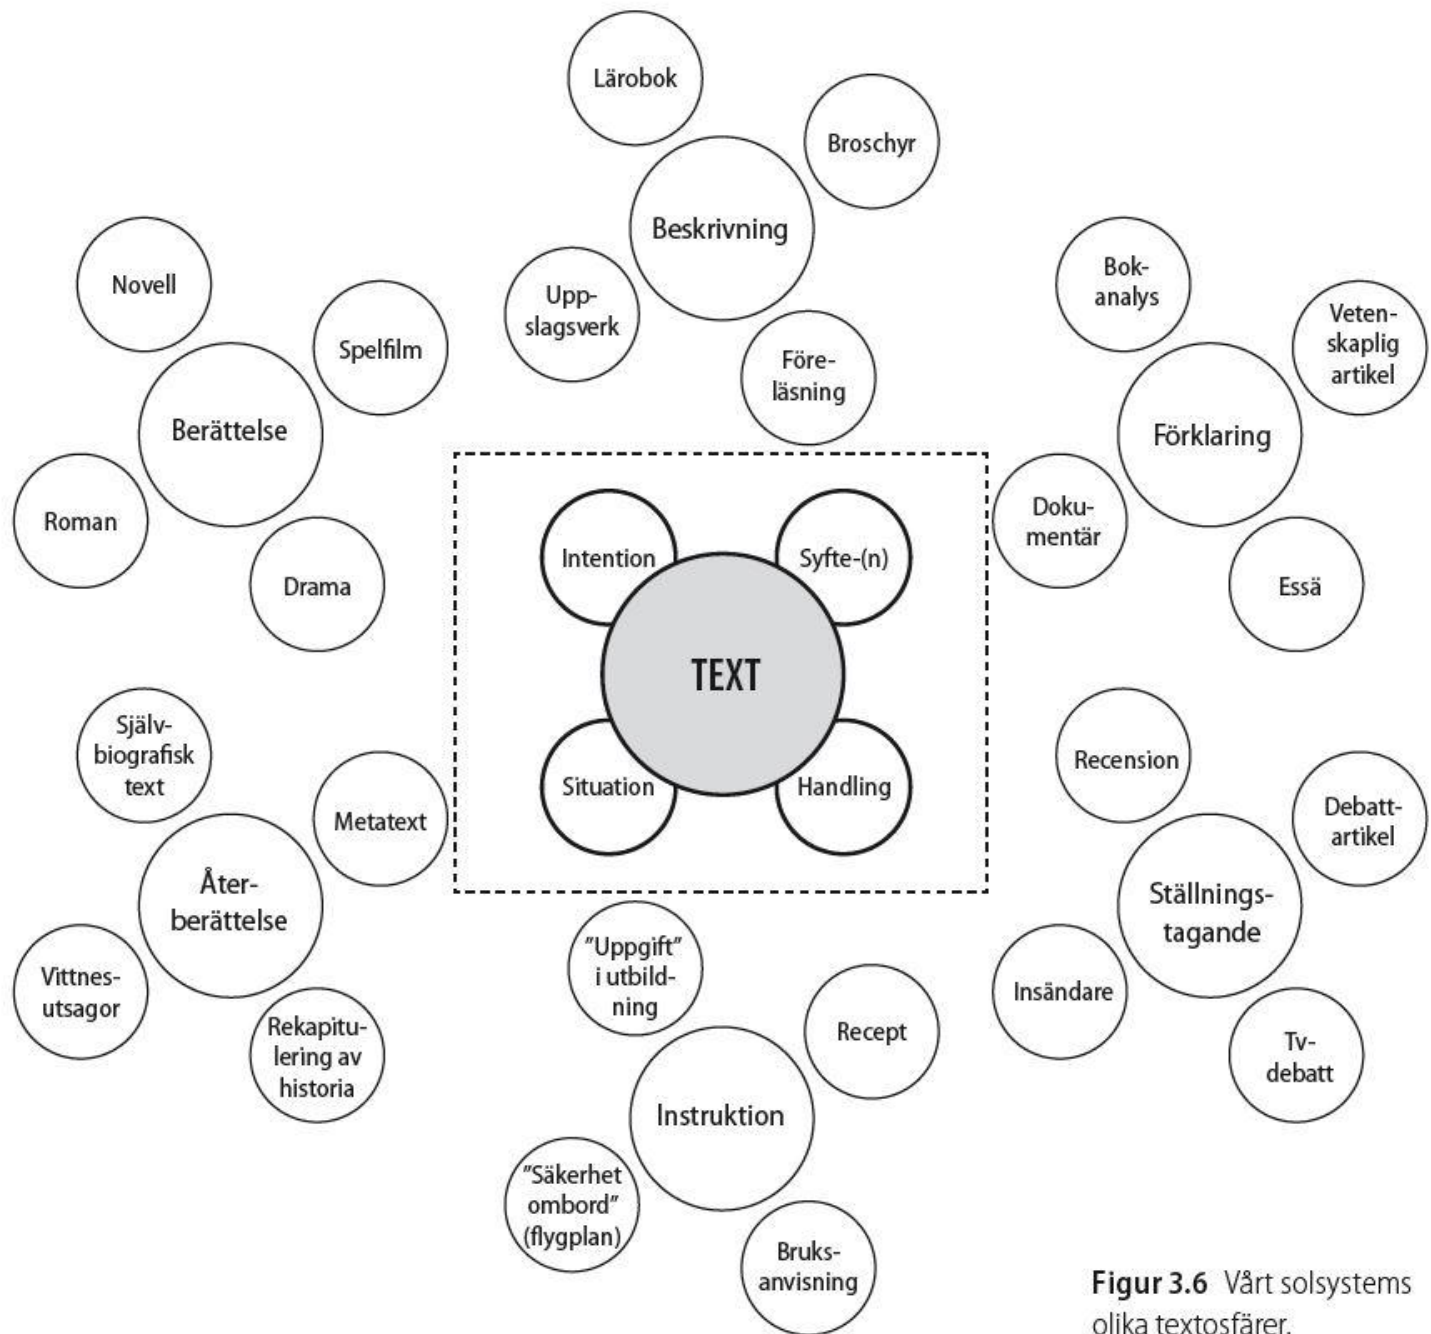 Lärobok
Broschyr
Beskrivning
Upp-
slagsverk
Före-
läsning
Novell
Spelfilm
Berättelse
Roman
Drama
Bok-
analys
Veten-
skaplig
artikel
Förklaring
Doku-
mentär
Essä
Intention
Syfte-(n)
TEXT
Situation
Handling
Själv-
biografisk
text
Metatext
Åter-
berättelse
Vittnes-
utsagor
Rekapitu-
lering av
historia
Recension
Debatt-
artikel
Ställnings-
tagande
Insändare
Tv-
debatt
”Uppgift”
i utbild-
ning
Recept
Instruktion
”Säkerhet
ombord”
(flygplan)
Bruks-
anvisning
Figur 3.6 Vårt solsystems
olika textosfärer.